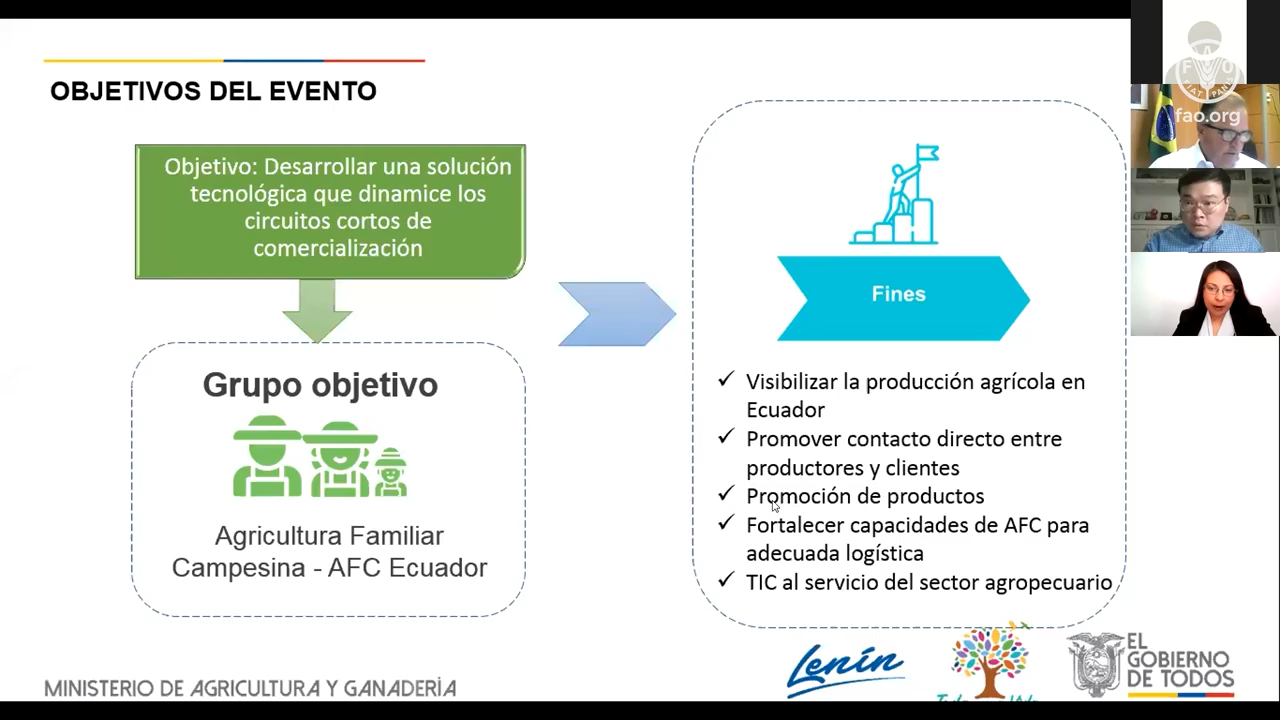 OBJETIVOS DEL EVENTO
Objetivo: Desarrollar una solución
tecnológica que dinamice los
circuitos cortos de
comercialización
Grupo objetivo
Agricultura Familiar
Campesina - AFC Ecuador
Fines
Visibilizar la producción agrícola en
Ecuador
Promover contacto directo entre
productores y clientes
Promoción de productos
Fortalecer capacidades de AFC para
adecuada logística
TIC al servicio del sector agropecuario
MINISTERIO DE AGRICULTURA Y GANADERÍA
Lenín
EL
GOBIERNO
DE TODOS
fao.org